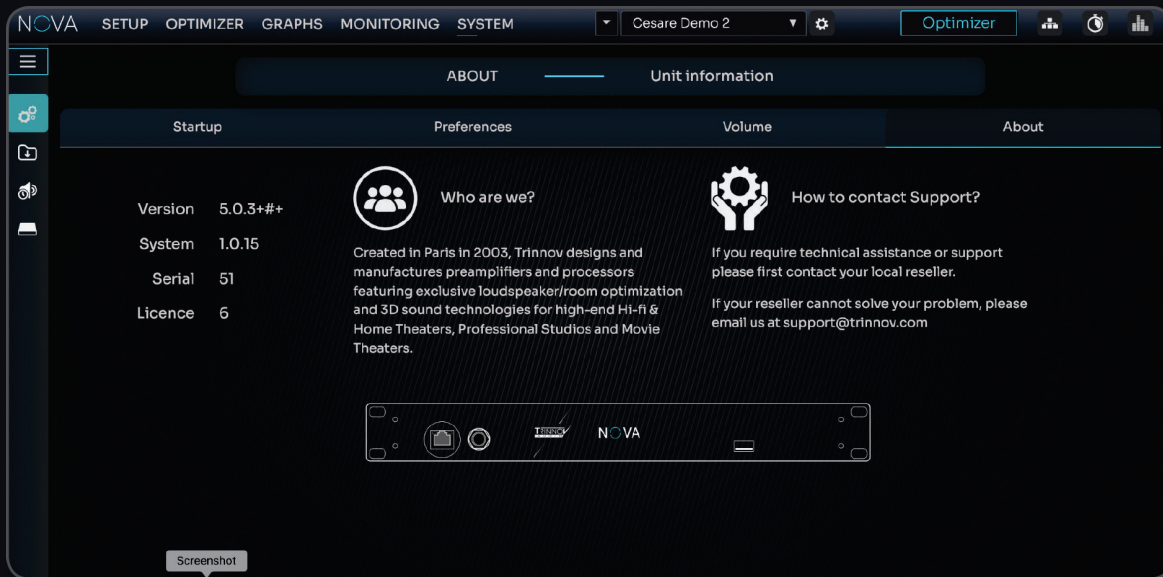 NOVA SETUP OPTIMIZER GRAPHS MONITORING SYSTEM Cesare Demo 2 Optimizer
ABOUT Unit information
Startup Preferences Volume About
Who are we?
How to contact Support?
Version 5.0.3+#+
System 1.0.15
Serial 51
Licence 6
Created in Paris in 2003, Trinnov designs and
manufactures preamplifiers and processors
featuring exclusive loudspeaker/room optimization
and 3D sound technologies for high-end Hi-fi &
Home Theaters, Professional Studios and Movie
Theaters.
If you require technical assistance or support
please first contact your local reseller.
If your reseller cannot solve your problem, please
email us at support@trinnov.com
TRINNOV NOVA
Screenshot